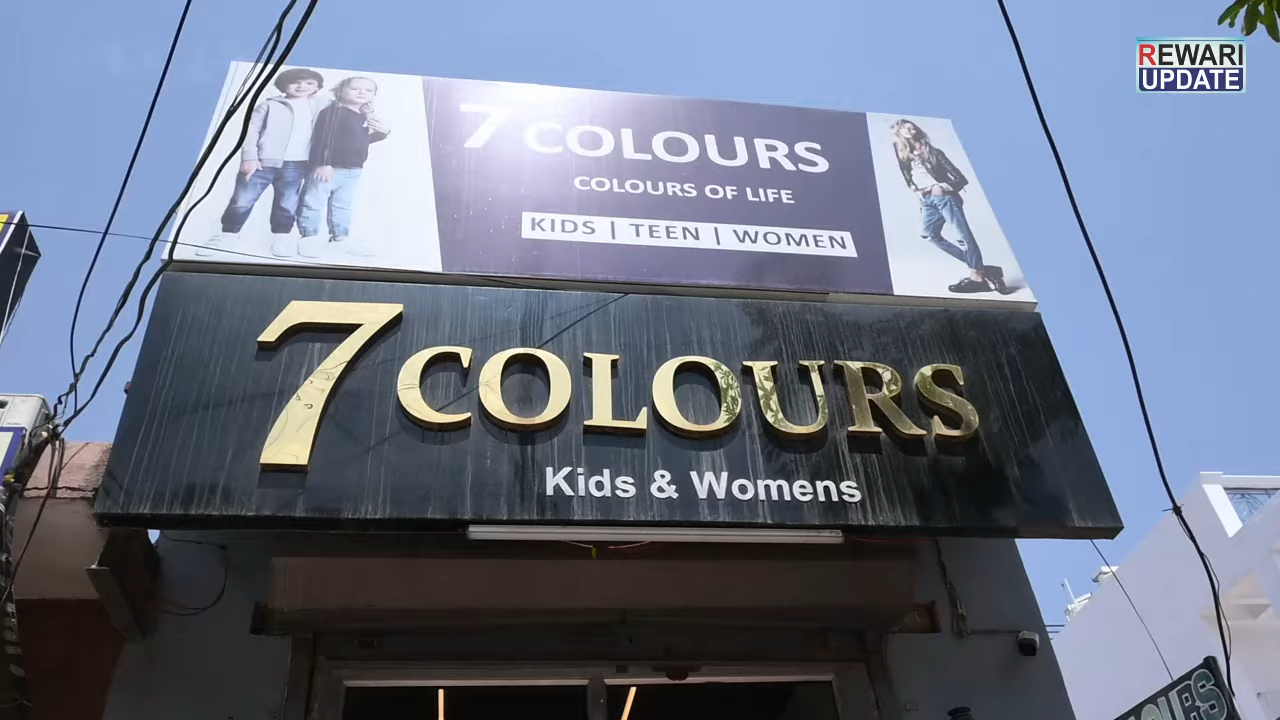 REWARI
UPDATE
7 COLOURS
COLOURS OF LIFE
KIDS | TEEN | WOMEN
7 COLOURS
Kids & Womens